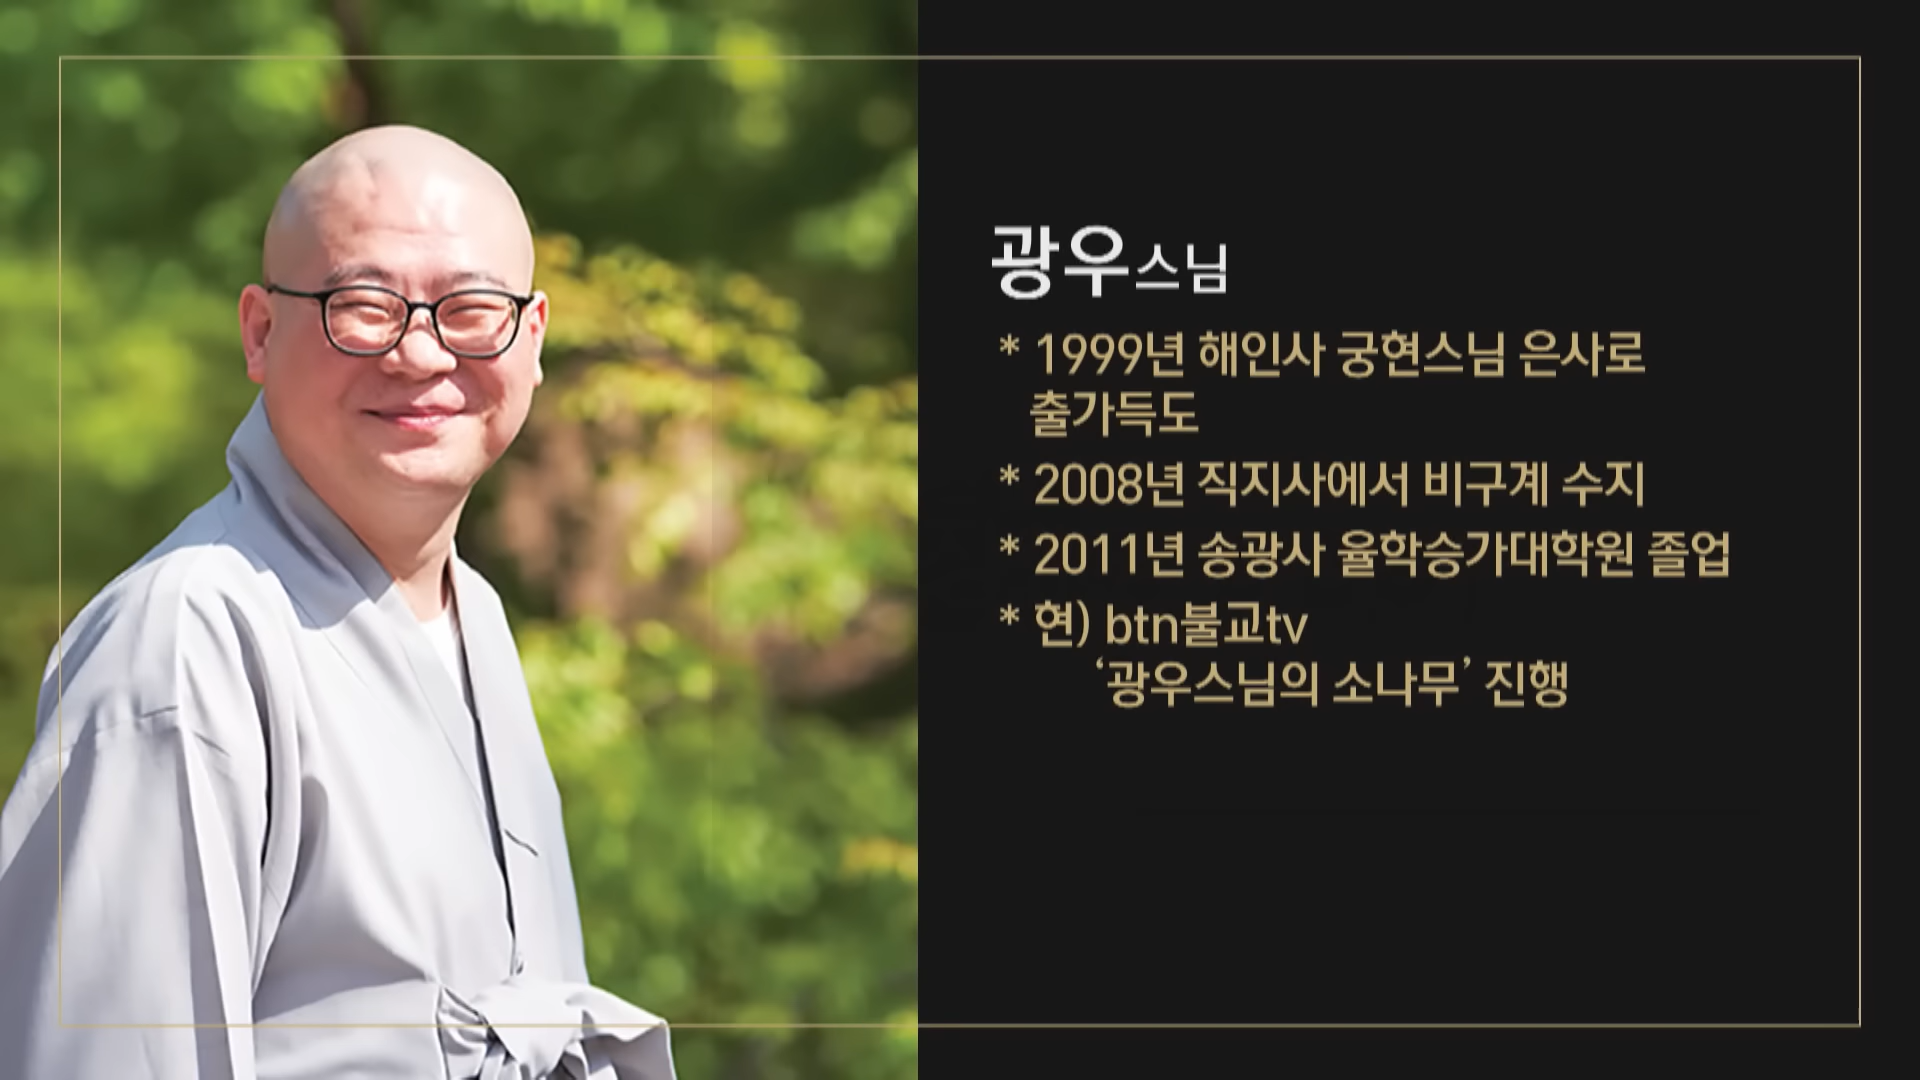 광우스님
* 1999년 해인사 궁현스님 은사로
출가득도
* 2008년 직지사에서 비구계 수지
* 2011년 송광사 율학승가대학원 졸업
* 현) btn불교tv
‘광우스님의 소나무’ 진행